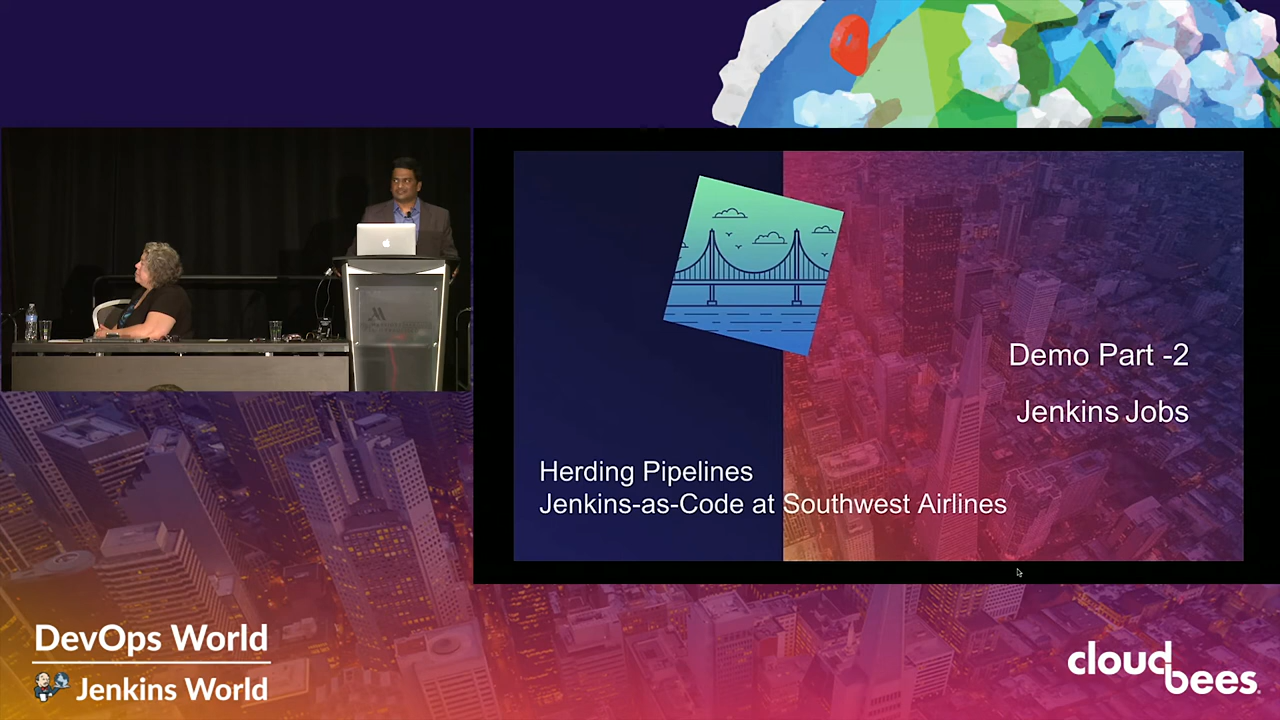 Demo Part -2
Jenkins Jobs
Herding Pipelines
Jenkins-as-Code at Southwest Airlines
DevOps World
Jenkins World
cloudbees